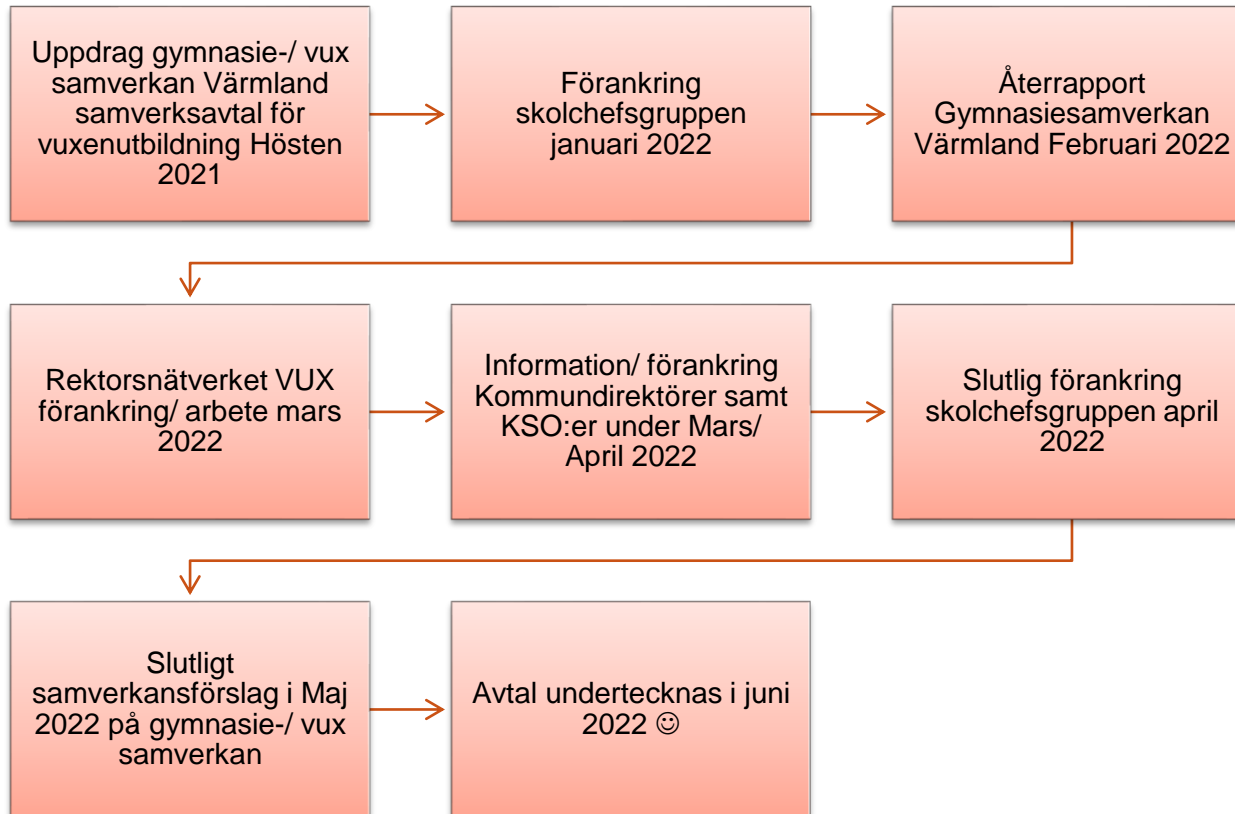 Uppdrag gymnasie-/ vux
samverkan Värmland
samverksavtal för
vuxenutbildning Hösten
2021
Förankring
skolchefsgruppen
januari 2022
Återrapport
Gymnasiesamverkan
Värmland Februari 2022
Rektorsnätverket VUX
förankring/ arbete mars
2022
Information/ förankring
Kommundirektörer samt
KSO:er under Mars/
April 2022
Slutlig förankring
skolchefsgruppen april
2022
Slutligt
samverkansförslag i Maj
2022 på gymnasie-/ vux
samverkan
Avtal undertecknas i juni
2022 ☺